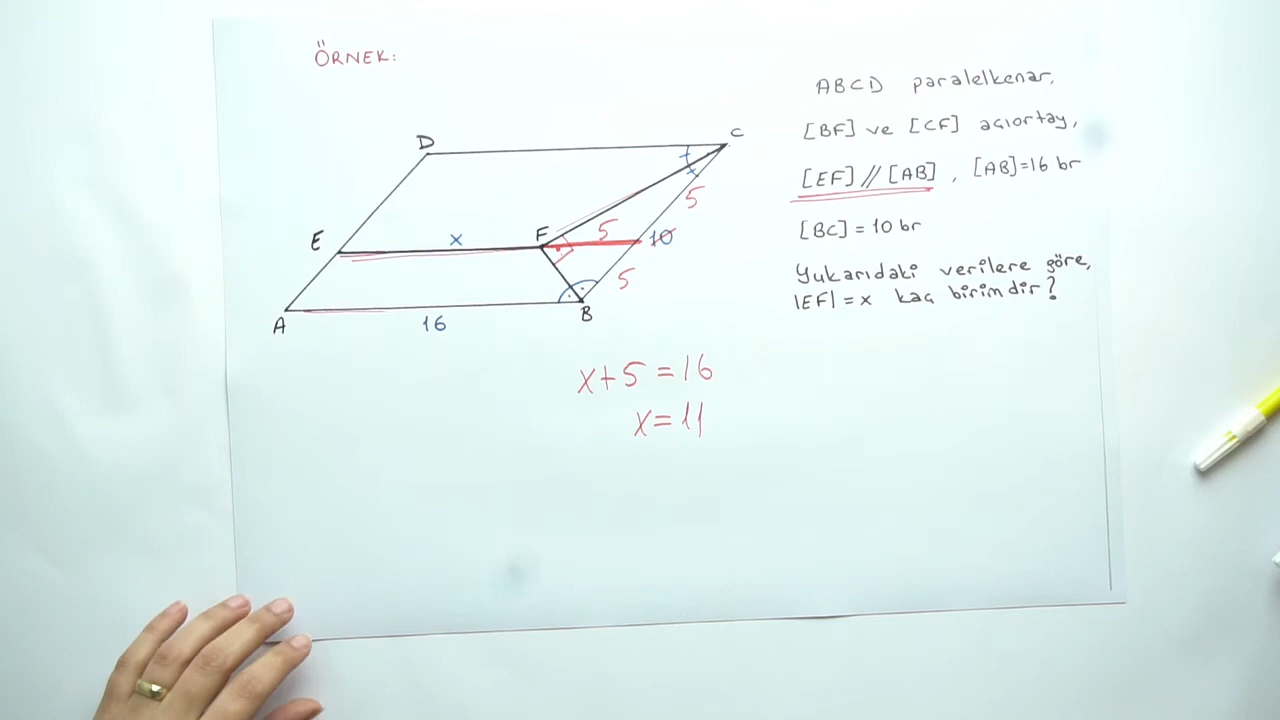 ÖRNEK:
ABCD paralelkenar,
[BF] ve [CF] açıortay,
[EF] // [AB] , [AB]=16 br
[BC] = 10 br
Yukarıdaki verilere göre,
|EF| = x kaç birimdir?
D
C
5
E
x
F
5
10
5
A
16
B
x+5=16
x=11